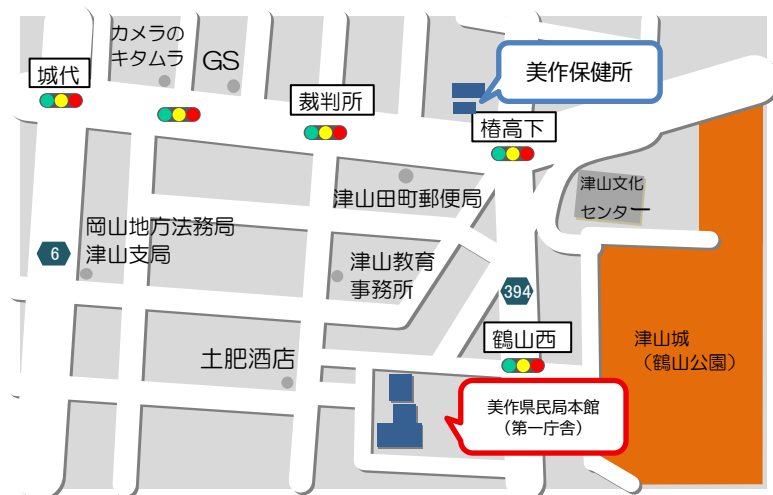 カメラの
キタムラ
GS
城代
裁判所
美作保健所
椿高下
津山田町郵便局
津山文化
センター
岡山地方法務局
津山支局
6
津山教育
事務所
394
鶴山西
津山城
（鶴山公園）
土肥酒店
美作県民局本館
（第一庁舎）